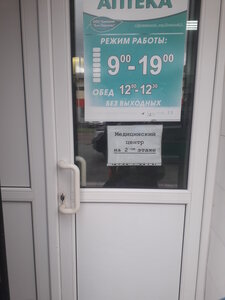 АПТЕКА
РЕЖИМ РАБОТЫ:
9⁰⁰-19⁰⁰
ОБЕД 12⁰⁰-12³⁰
БЕЗ ВЫХОДНЫХ
Медицинский
центр
на 2-ом этаже